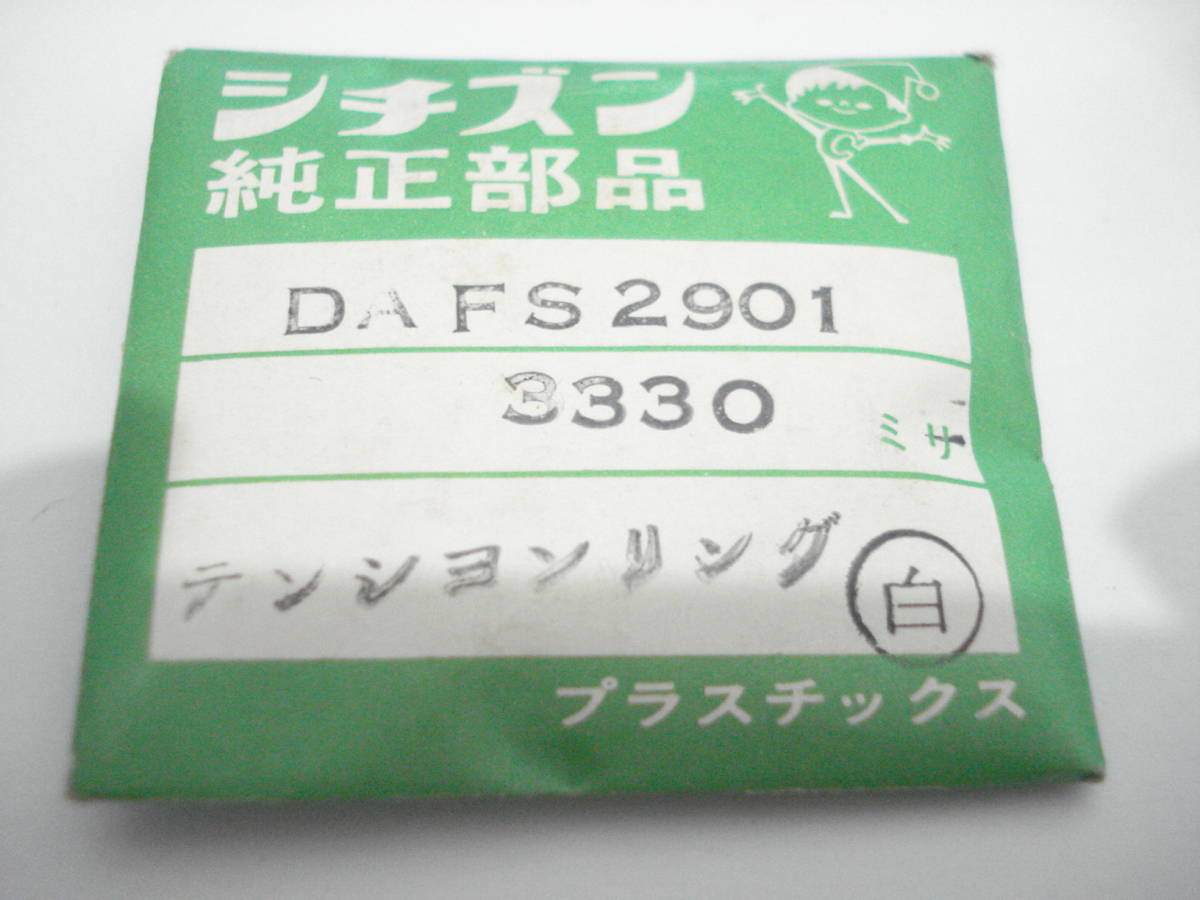 シチズン
純正部品
DAFS2901
3330
ミチ
テンションリング 白
プラスチックス